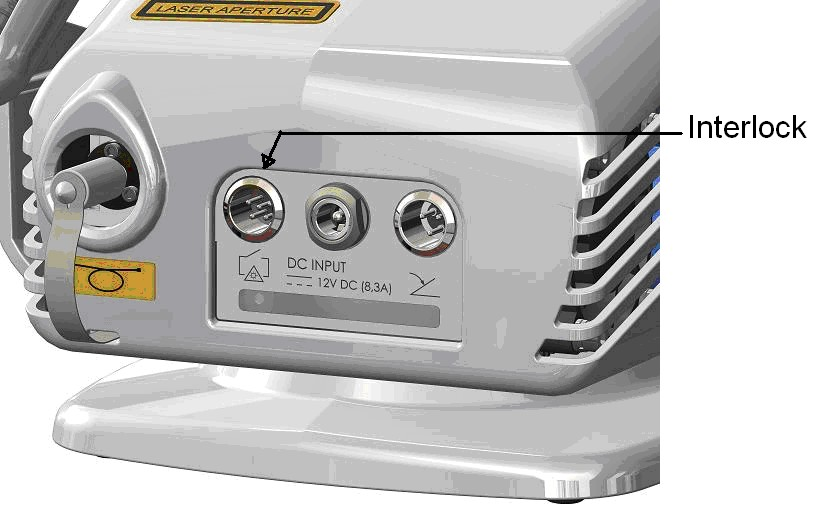 LASER APERTURE
Interlock
DC INPUT
12V DC (8,3A)